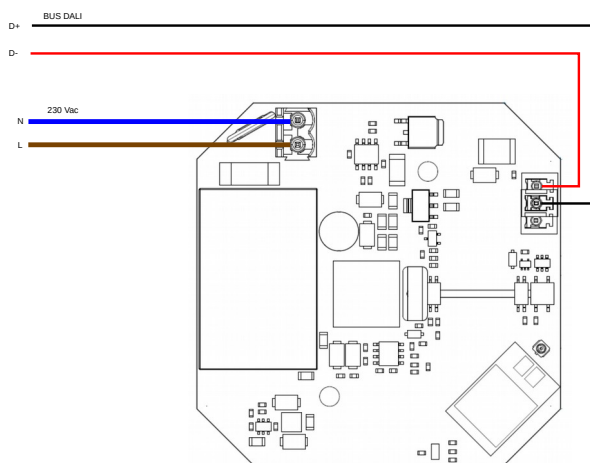 BUS DALI
D+
D-
230 Vac
N
L